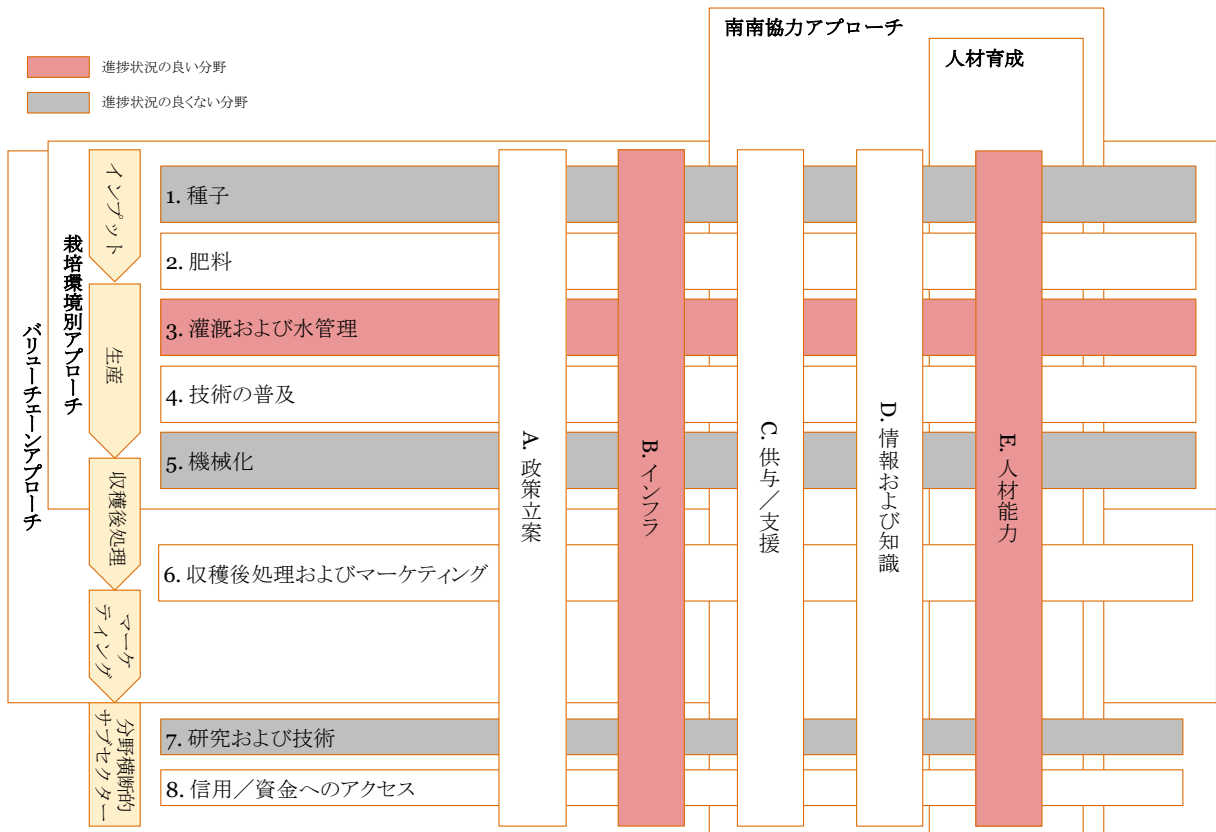 南南協力アプローチ
人材育成
進捗状況の良い分野
進捗状況の良くない分野
バリューチェーンアプローチ
栽培環境別アプローチ
インプット
生産
収穫後処理
マーケ
ティング
分野横断的
サブセクター
1. 種子
2. 肥料
3. 灌漑および水管理
4. 技術の普及
5. 機械化
6. 収穫後処理およびマーケティング
7. 研究および技術
8. 信用／資金へのアクセス
A. 政策立案
B. インフラ
C. 供与／支援
D. 情報および知識
E. 人材能力